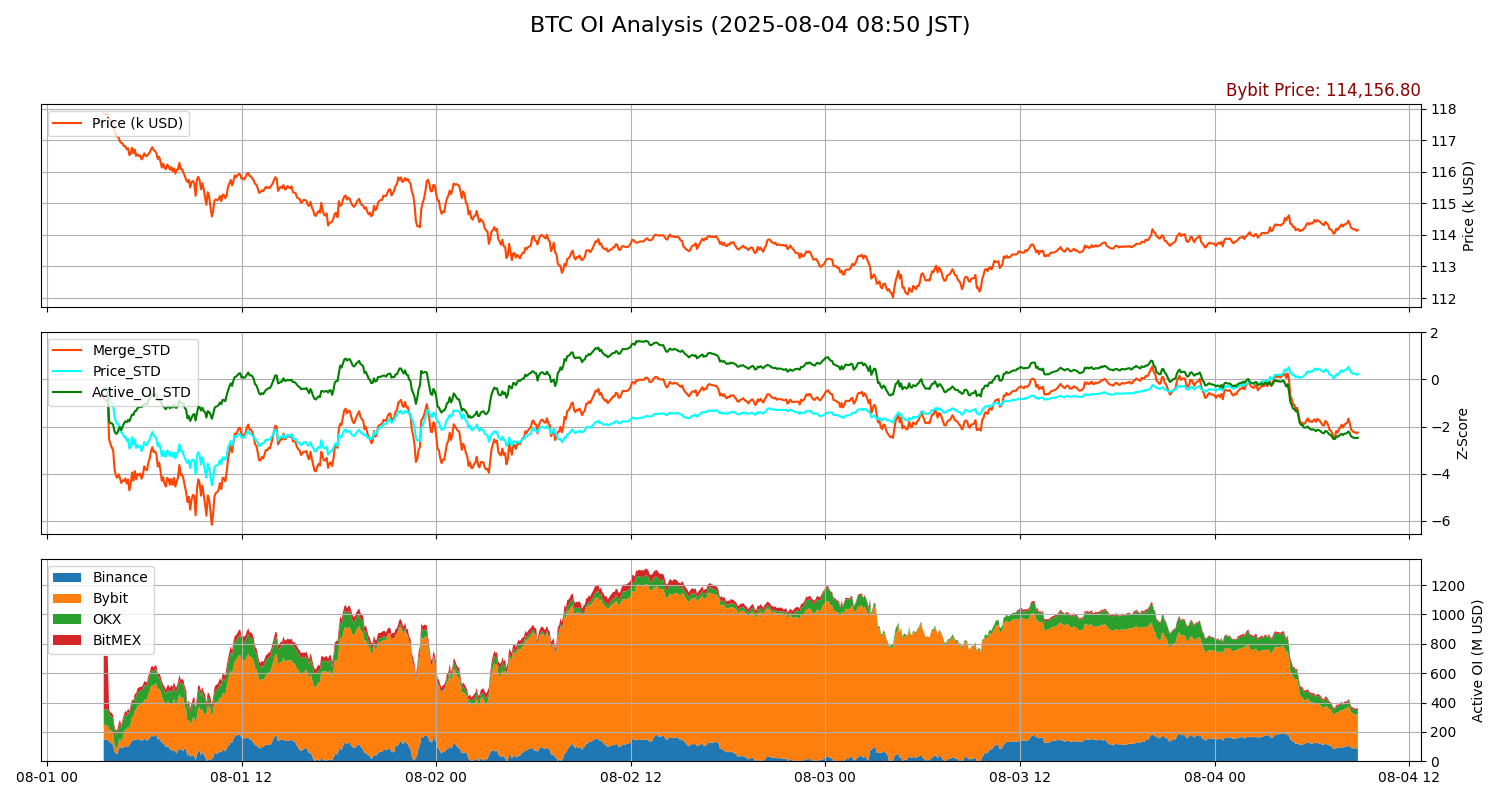 BTC OI Analysis (2025-08-04 08:50 JST)
Bybit Price: 114,156.80
Price (k USD)
118
117
116
115
114
113
112
Price (k USD)
Merge_STD
Price_STD
Active_OI_STD
2
0
−2
−4
−6
Z-Score
Binance
Bybit
OKX
BitMEX
1200
1000
800
600
400
200
0
Active OI (M USD)
08-01 00
08-01 12
08-02 00
08-02 12
08-03 00
08-03 12
08-04 00
08-04 12